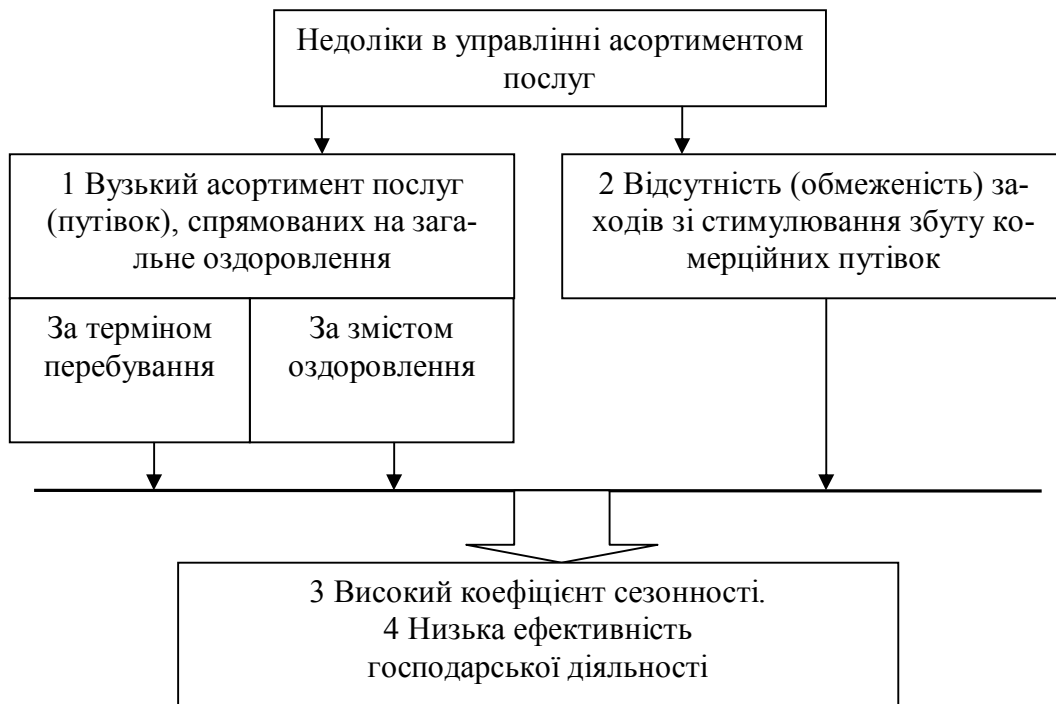 Недоліки в управлінні асортиментом
послуг
1 Вузький асортимент послуг
(путівок), спрямованих на зага-
льне оздоровлення
2 Відсутність (обмеженість) за-
ходів зі стимулювання збуту ко-
мерційних путівок
За терміном
перебування
За змістом
оздоровлення
3 Високий коефіцієнт сезонності.
4 Низька ефективність
господарської діяльності